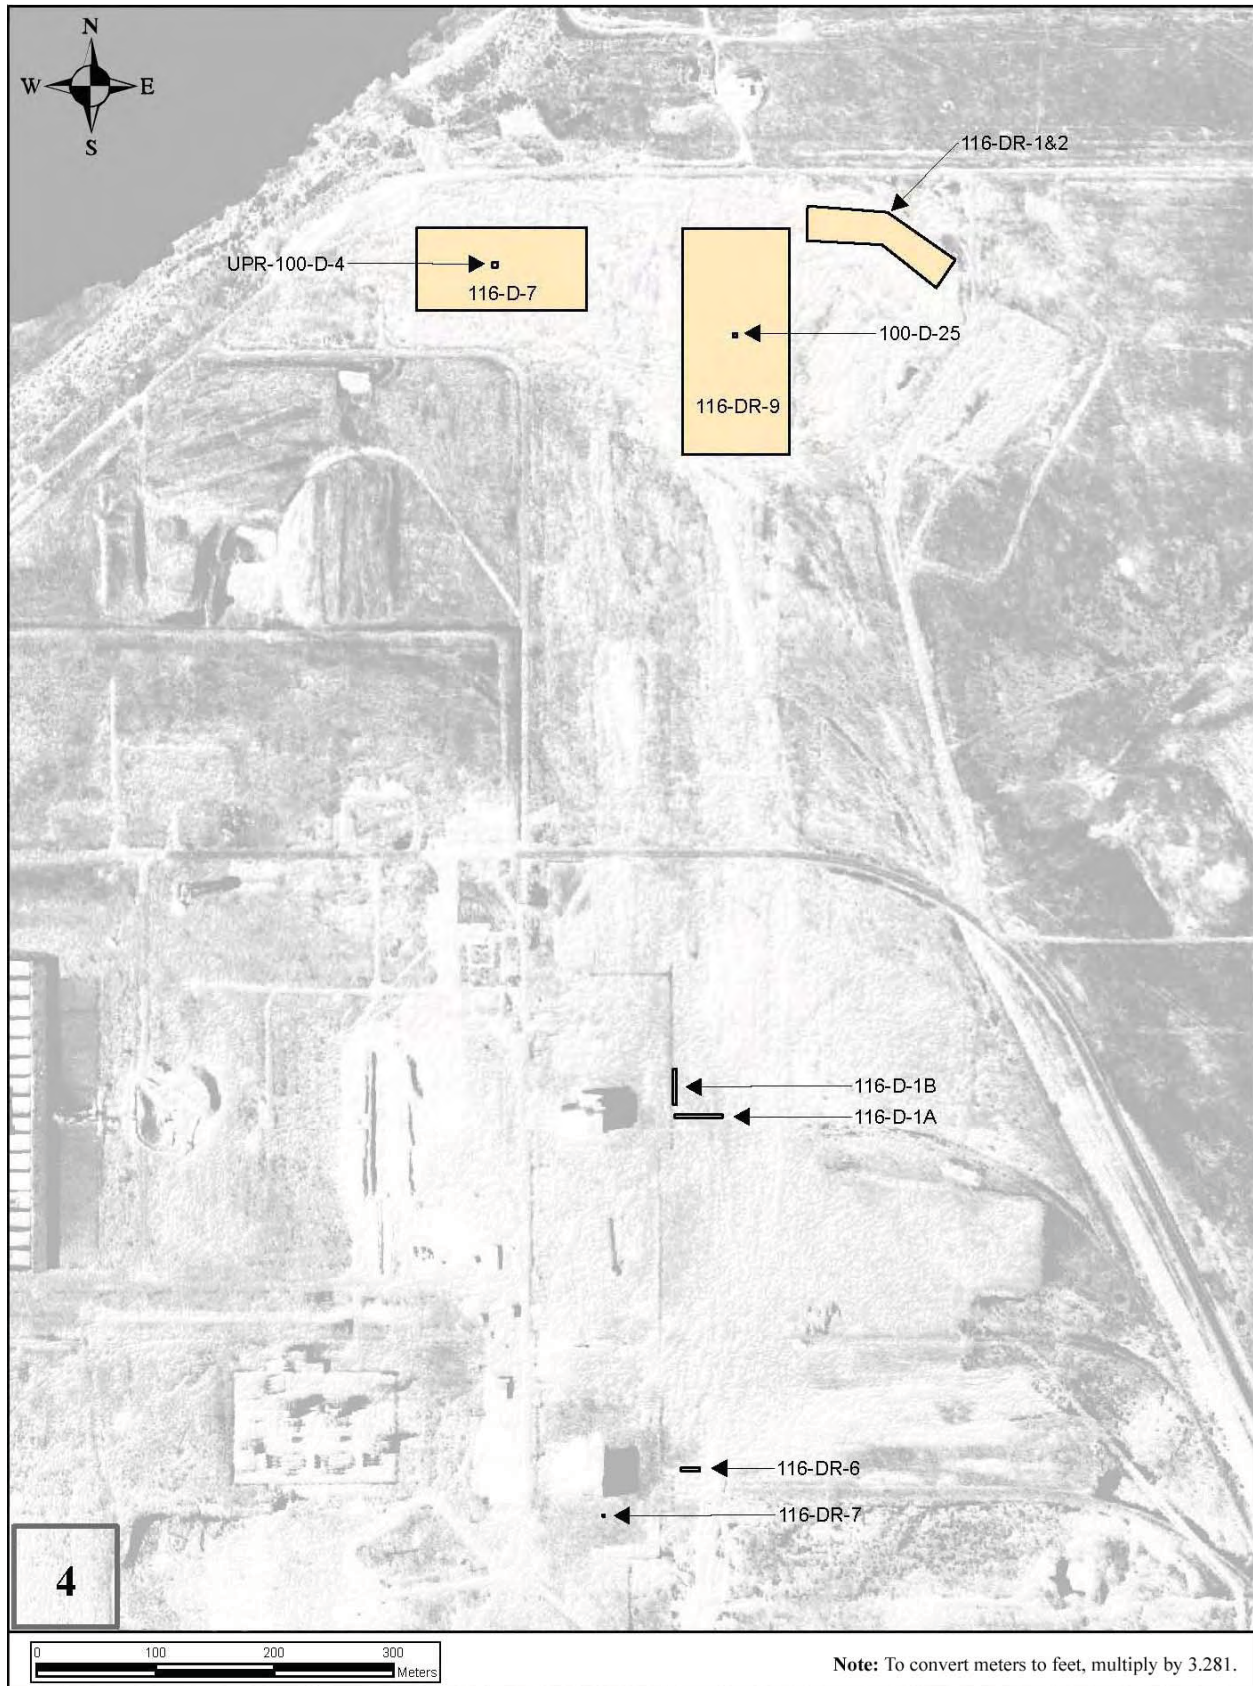 N
W E
S
116-DR-1&2
UPR-100-D-4
116-D-7
100-D-25
116-DR-9
116-D-1B
116-D-1A
116-DR-6
116-DR-7
4
0 100 200 300
Meters
Note: To convert meters to feet, multiply by 3.281.